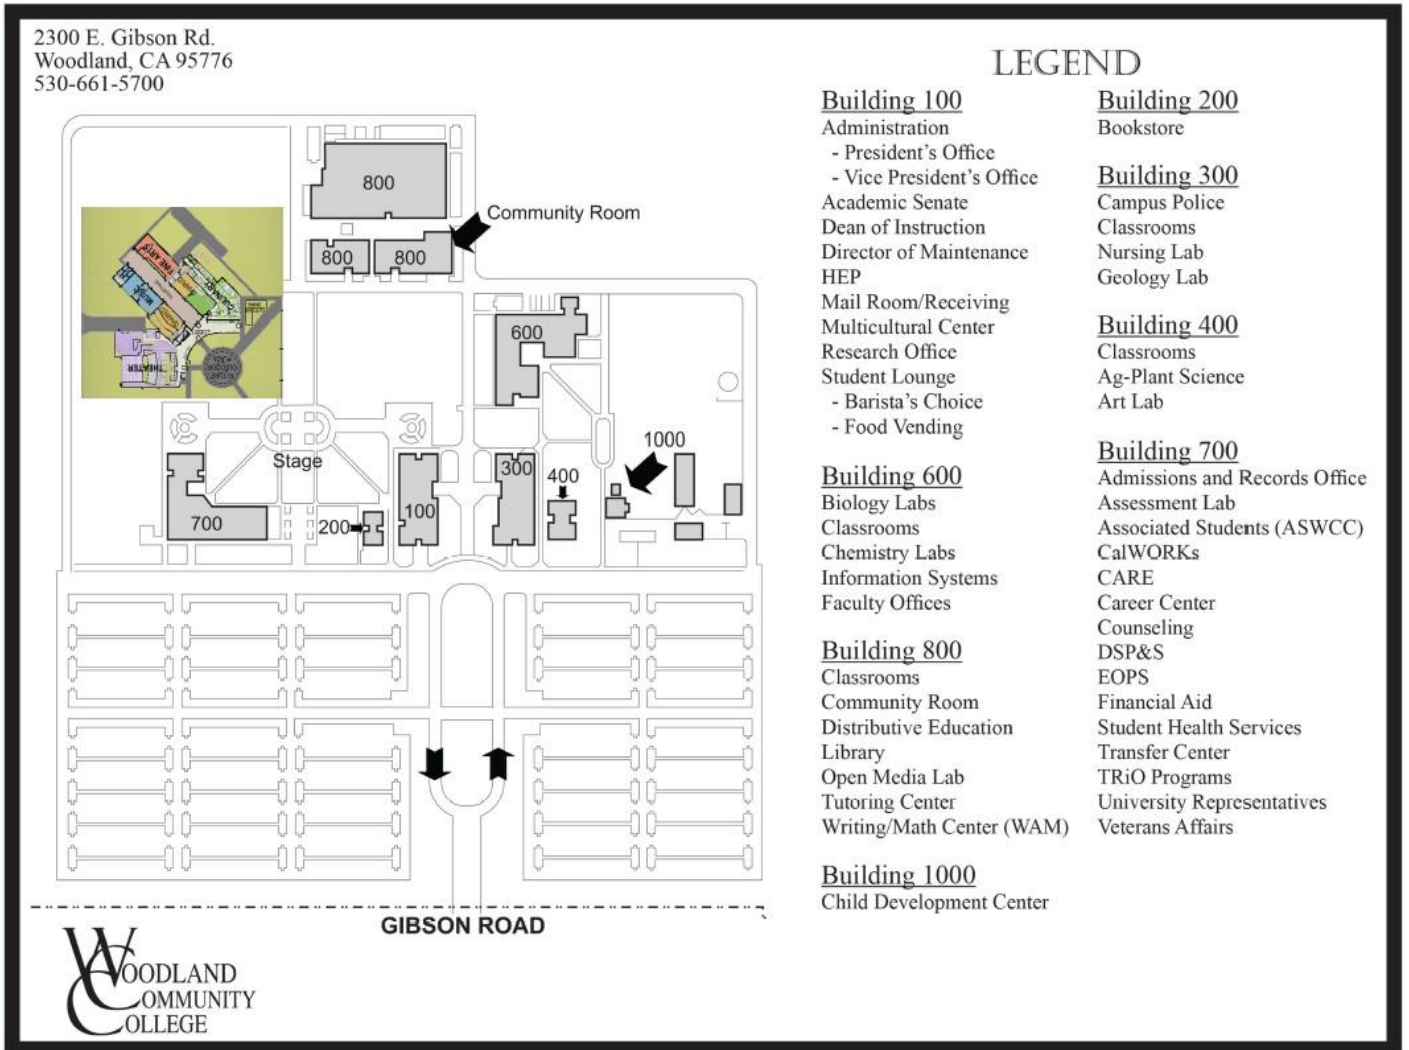 2300 E. Gibson Rd.
Woodland, CA 95776
530-661-5700
800
Community Room
800
800
600
FINE ARTS
MUSIC
CULINARY
THEATER
Stage
1000
300
400
100
200
700
GIBSON ROAD
WOODLAND
COMMUNITY
COLLEGE
LEGEND
Building 100
Administration
- President's Office
- Vice President's Office
Academic Senate
Dean of Instruction
Director of Maintenance
HEP
Mail Room/Receiving
Multicultural Center
Research Office
Student Lounge
- Barista's Choice
- Food Vending
Building 600
Biology Labs
Classrooms
Chemistry Labs
Information Systems
Faculty Offices
Building 800
Classrooms
Community Room
Distributive Education
Library
Open Media Lab
Tutoring Center
Writing/Math Center (WAM)
Building 1000
Child Development Center
Building 200
Bookstore
Building 300
Campus Police
Classrooms
Nursing Lab
Geology Lab
Building 400
Classrooms
Ag-Plant Science
Art Lab
Building 700
Admissions and Records Office
Assessment Lab
Associated Students (ASWCC)
CalWORKs
CARE
Career Center
Counseling
DSP&S
EOPS
Financial Aid
Student Health Services
Transfer Center
TRiO Programs
University Representatives
Veterans Affairs